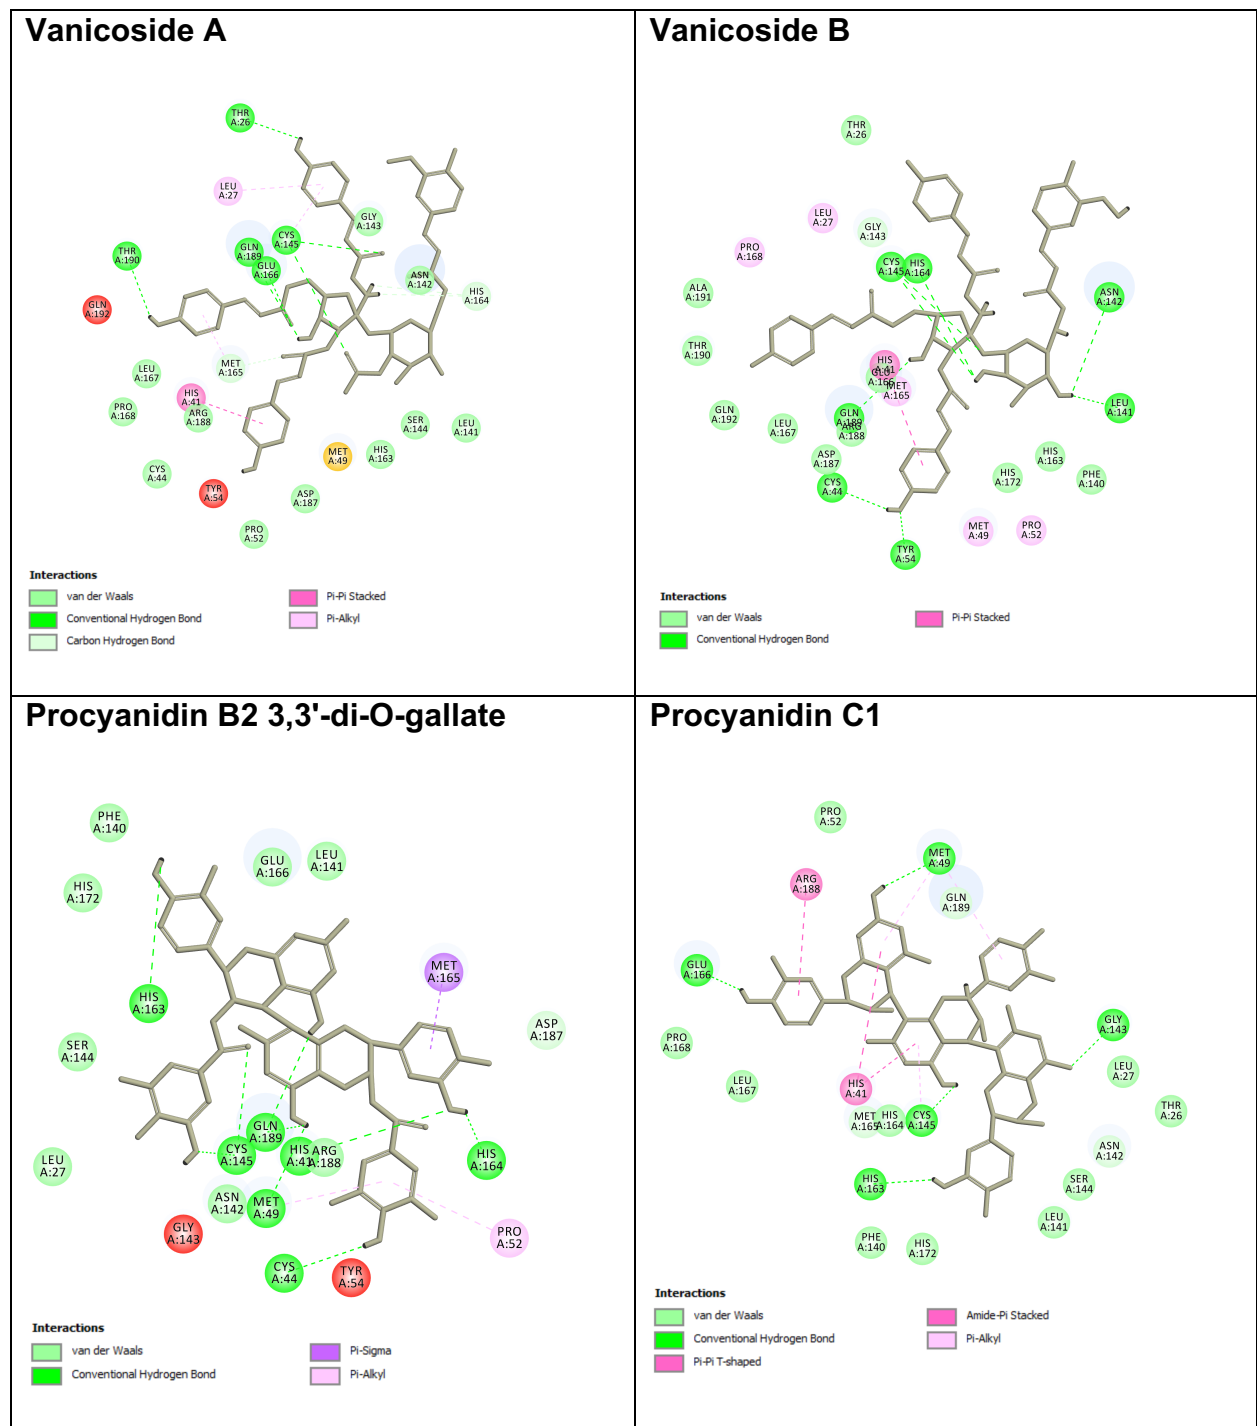 Vanicoside A
THR
A:26
LEU
A:27
GLY
A:143
CYS
A:145
GLN
A:189
GLU
A:166
THR
A:190
ASN
A:142
HIS
A:164
GLN
A:192
MET
A:165
LEU
A:167
HIS
A:41
PRO
A:168
ARG
A:188
SER
A:144
LEU
A:141
MET
A:49
HIS
A:163
CYS
A:44
TYR
A:54
ASP
A:187
PRO
A:52
Interactions
van der Waals
Conventional Hydrogen Bond
Carbon Hydrogen Bond
Pi-Pi Stacked
Pi-Alkyl
Vanicoside B
THR
A:26
LEU
A:27
GLY
A:143
PRO
A:168
CYS
A:145
HIS
A:164
ALA
A:191
ASN
A:142
THR
A:190
HIS
A:41
GLU
A:166
MET
A:165
GLN
A:192
LEU
A:167
GLN
A:189
ARG
A:188
LEU
A:141
ASP
A:187
HIS
A:163
HIS
A:172
PHE
A:140
CYS
A:44
MET
A:49
PRO
A:52
TYR
A:54
Interactions
van der Waals
Conventional Hydrogen Bond
Pi-Pi Stacked
Procyanidin B2 3,3'-di-O-gallate
PHE
A:140
GLU
A:166
LEU
A:141
HIS
A:172
MET
A:165
HIS
A:163
ASP
A:187
SER
A:144
GLN
A:189
CYS
A:145
HIS
A:41
ARG
A:188
HIS
A:164
LEU
A:27
ASN
A:142
MET
A:49
GLY
A:143
PRO
A:52
CYS
A:44
TYR
A:54
Interactions
van der Waals
Conventional Hydrogen Bond
Pi-Sigma
Pi-Alkyl
Procyanidin C1
PRO
A:52
MET
A:49
ARG
A:188
GLN
A:189
GLU
A:166
GLY
A:143
PRO
A:168
LEU
A:27
LEU
A:167
HIS
A:41
THR
A:26
MET
A:165
HIS
A:164
CYS
A:145
ASN
A:142
HIS
A:163
SER
A:144
LEU
A:141
PHE
A:140
HIS
A:172
Interactions
van der Waals
Conventional Hydrogen Bond
Pi-Pi T-shaped
Amide-Pi Stacked
Pi-Alkyl